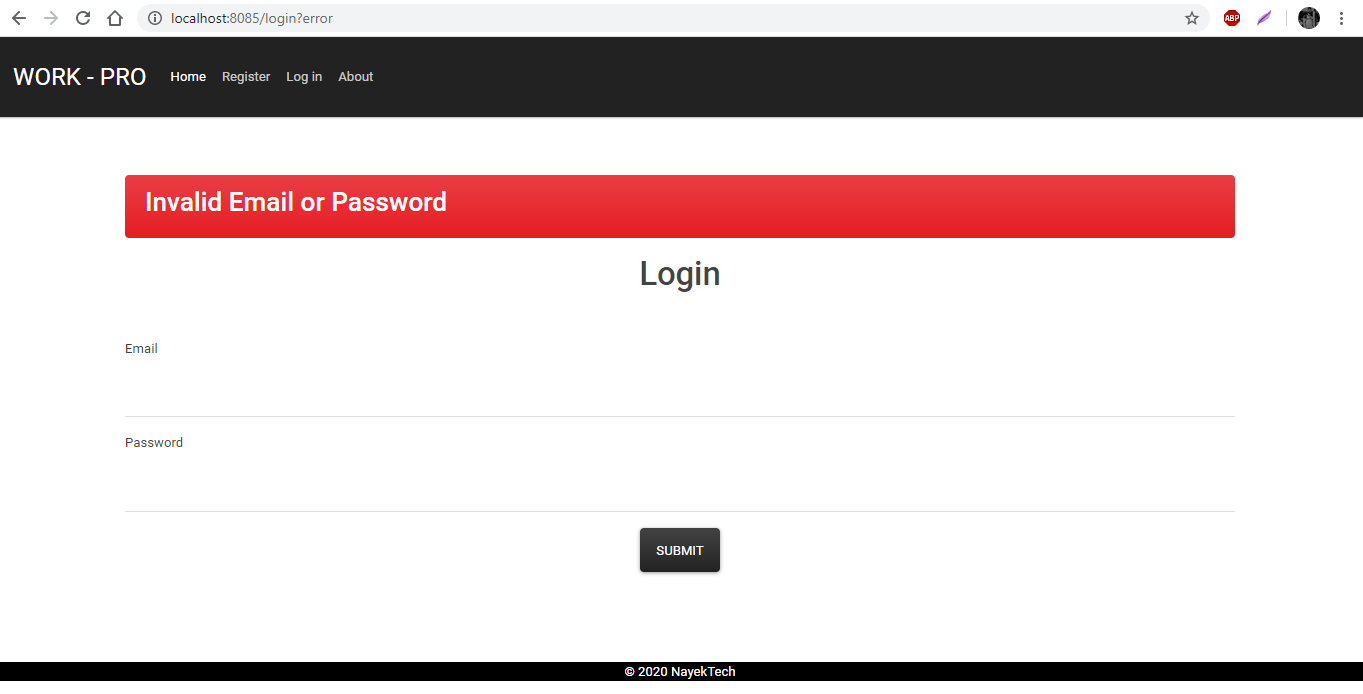 localhost:8085/login?error
ABP
WORK - PRO Home Register Log in About
Invalid Email or Password
Login
Email
Password
SUBMIT
© 2020 NayekTech